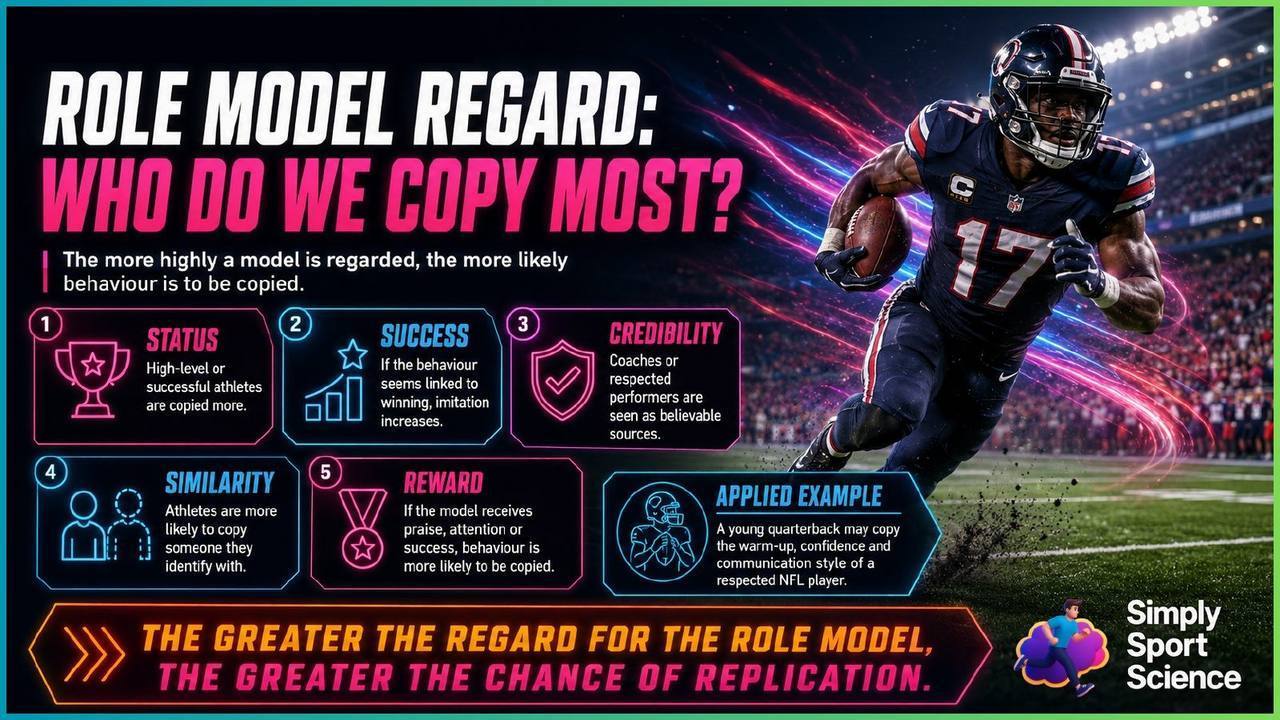 ROLE MODEL REGARD:
WHO DO WE COPY MOST?
The more highly a model is regarded, the more likely
behaviour is to be copied.
1
STATUS
High-level or
successful athletes
are copied more.
2
SUCCESS
If the behaviour
seems linked to
winning, imitation
increases.
3
CREDIBILITY
Coaches or
respected
performers are
seen as believable
sources.
4
SIMILARITY
Athletes are more
likely to copy
someone they
identify with.
5
REWARD
If the model receives
praise, attention or
success, behaviour is
more likely to be copied.
APPLIED EXAMPLE
A young quarterback may copy
the warm-up, confidence and
communication style of a
respected NFL player.
THE GREATER THE REGARD FOR THE ROLE MODEL,
THE GREATER THE CHANCE OF REPLICATION.
17
C
17
Simply
Sport
Science